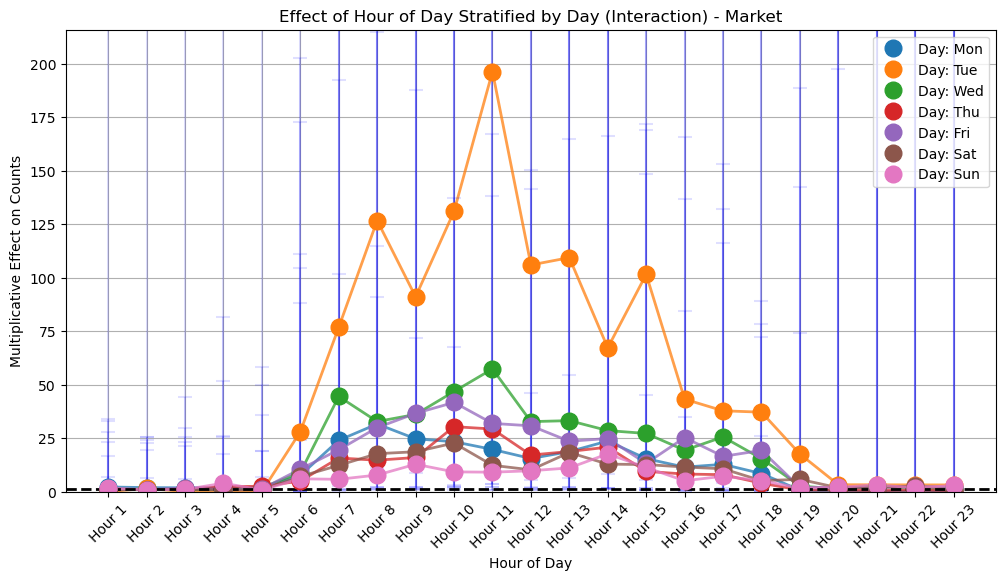 Effect of Hour of Day Stratified by Day (Interaction) - Market
Multiplicative Effect on Counts
200
175
150
125
100
75
50
25
0
Day: Mon
Day: Tue
Day: Wed
Day: Thu
Day: Fri
Day: Sat
Day: Sun
Hour 1
Hour 2
Hour 3
Hour 4
Hour 5
Hour 6
Hour 7
Hour 8
Hour 9
Hour 10
Hour 11
Hour 12
Hour 13
Hour 14
Hour 15
Hour 16
Hour 17
Hour 18
Hour 19
Hour 20
Hour 21
Hour 22
Hour 23
Hour of Day